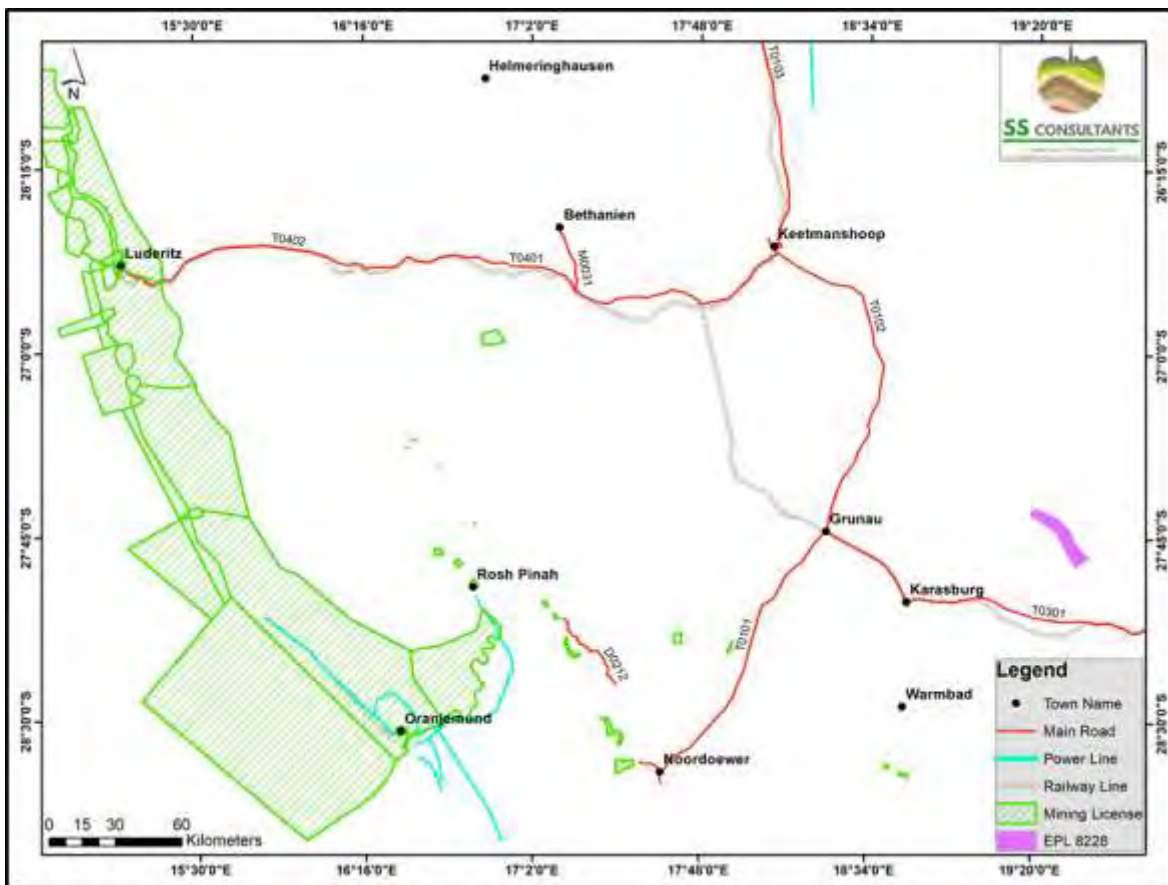 15°30'0"E 16°16'0"E 17°2'0"E 17°48'0"E 18°34'0"E 19°20'0"E
N
Helmeringhausen
T0103
SS CONSULTANTS
26°15'0"S 26°15'0"S
Bethanien
Keetmanshoop
Luderitz
T0402
T0401
M0031
T0102
27°0'0"S 27°0'0"S
27°45'0"S 27°45'0"S
Grunau
Rosh Pinah
Karasburg
T0301
T0101
D0212
Warmbad
28°30'0"S 28°30'0"S
Oranjemund
Noordoewer
Legend
Town Name
Main Road
Power Line
Railway Line
Mining License
EPL 8228
0 15 30 60
Kilometers
15°30'0"E 16°16'0"E 17°2'0"E 17°48'0"E 18°34'0"E 19°20'0"E